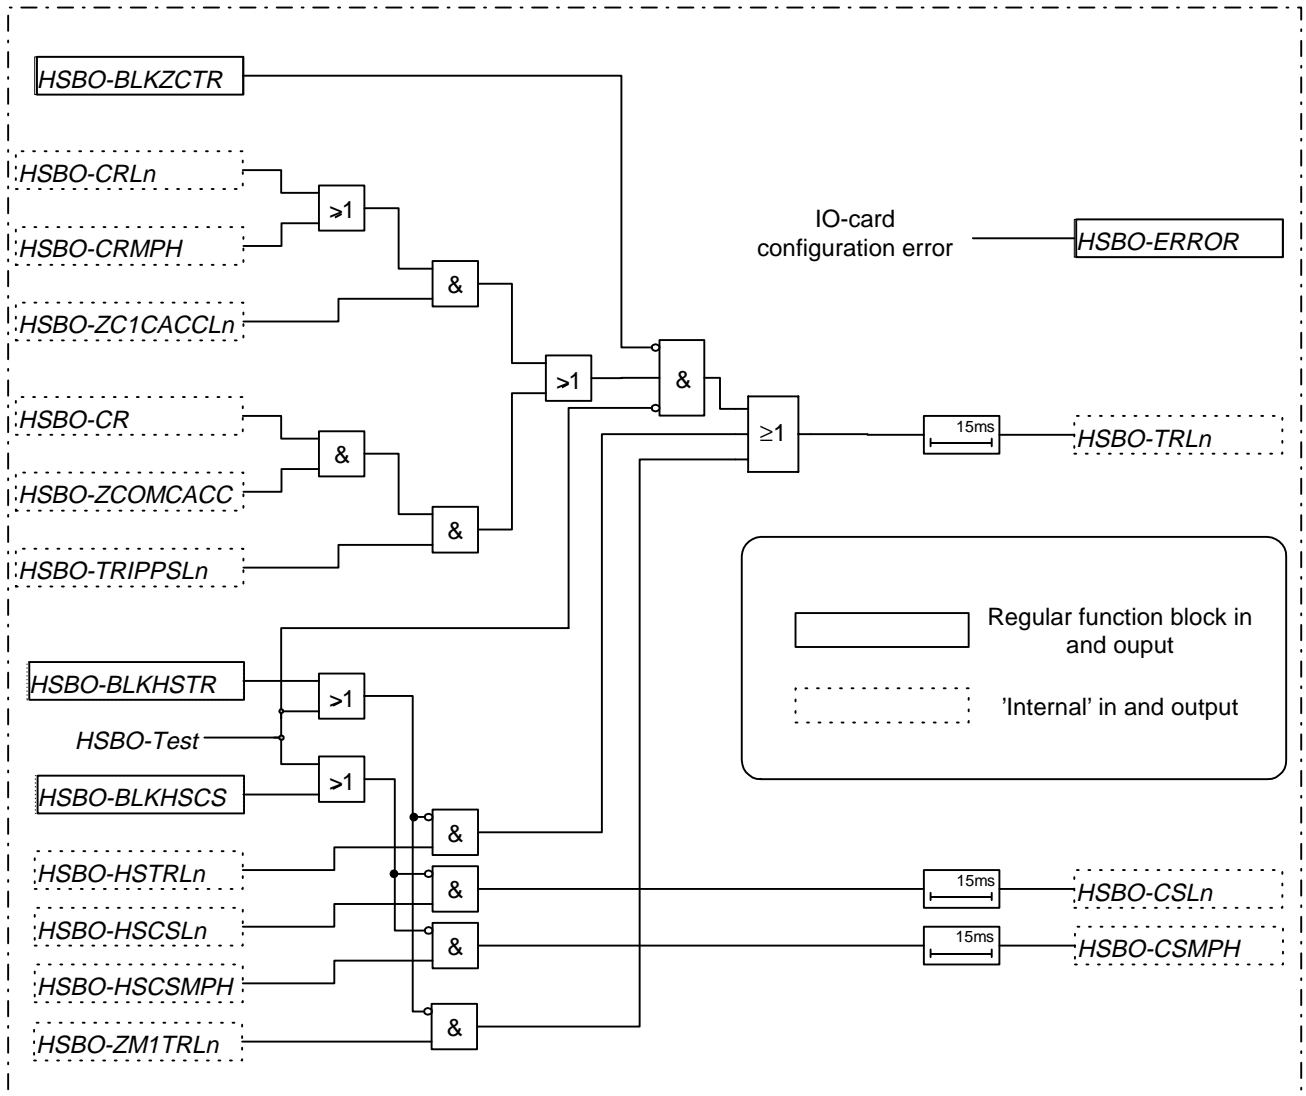 HSBO-BLKZCTR
HSBO-CRLn
≥1
HSBO-CRMPH
IO-card
configuration error
HSBO-ERROR
&
HSBO-ZC1CACCLn
≥1
&
HSBO-CR
≥1
15ms
HSBO-TRLn
&
HSBO-ZCOMCACC
&
HSBO-TRIPPSLn
Regular function block in
and ouput
HSBO-BLKHSTR
≥1
'Internal' in and output
HSBO-Test
≥1
HSBO-BLKHSCS
&
HSBO-HSTRLn
&
15ms
HSBO-CSLn
HSBO-HSCSLn
&
15ms
HSBO-CSMPH
HSBO-HSCSMPH
&
HSBO-ZM1TRLn